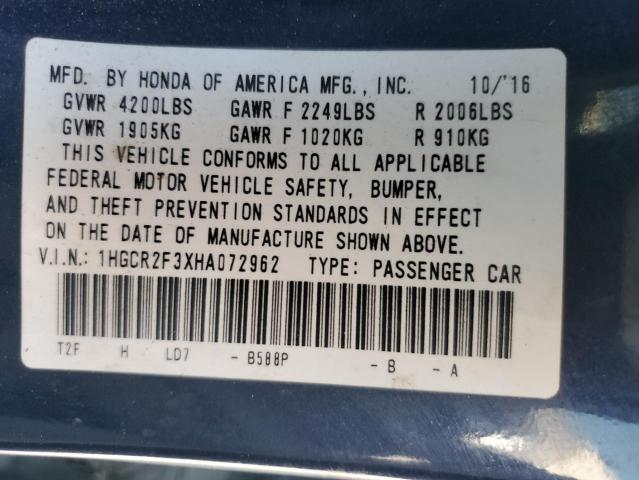 MFD. BY HONDA OF AMERICA MFG., INC. 10/'16
GVWR 4200LBS GAWR F 2249LBS R 2006LBS
GVWR 1905KG GAWR F 1020KG R 910KG
THIS VEHICLE CONFORMS TO ALL APPLICABLE
FEDERAL MOTOR VEHICLE SAFETY, BUMPER,
AND THEFT PREVENTION STANDARDS IN EFFECT
ON THE DATE OF MANUFACTURE SHOWN ABOVE.
V.I.N.: 1HGCR2F3XHA072962 TYPE: PASSENGER CAR
T2F H LD7 - B588P - B - A